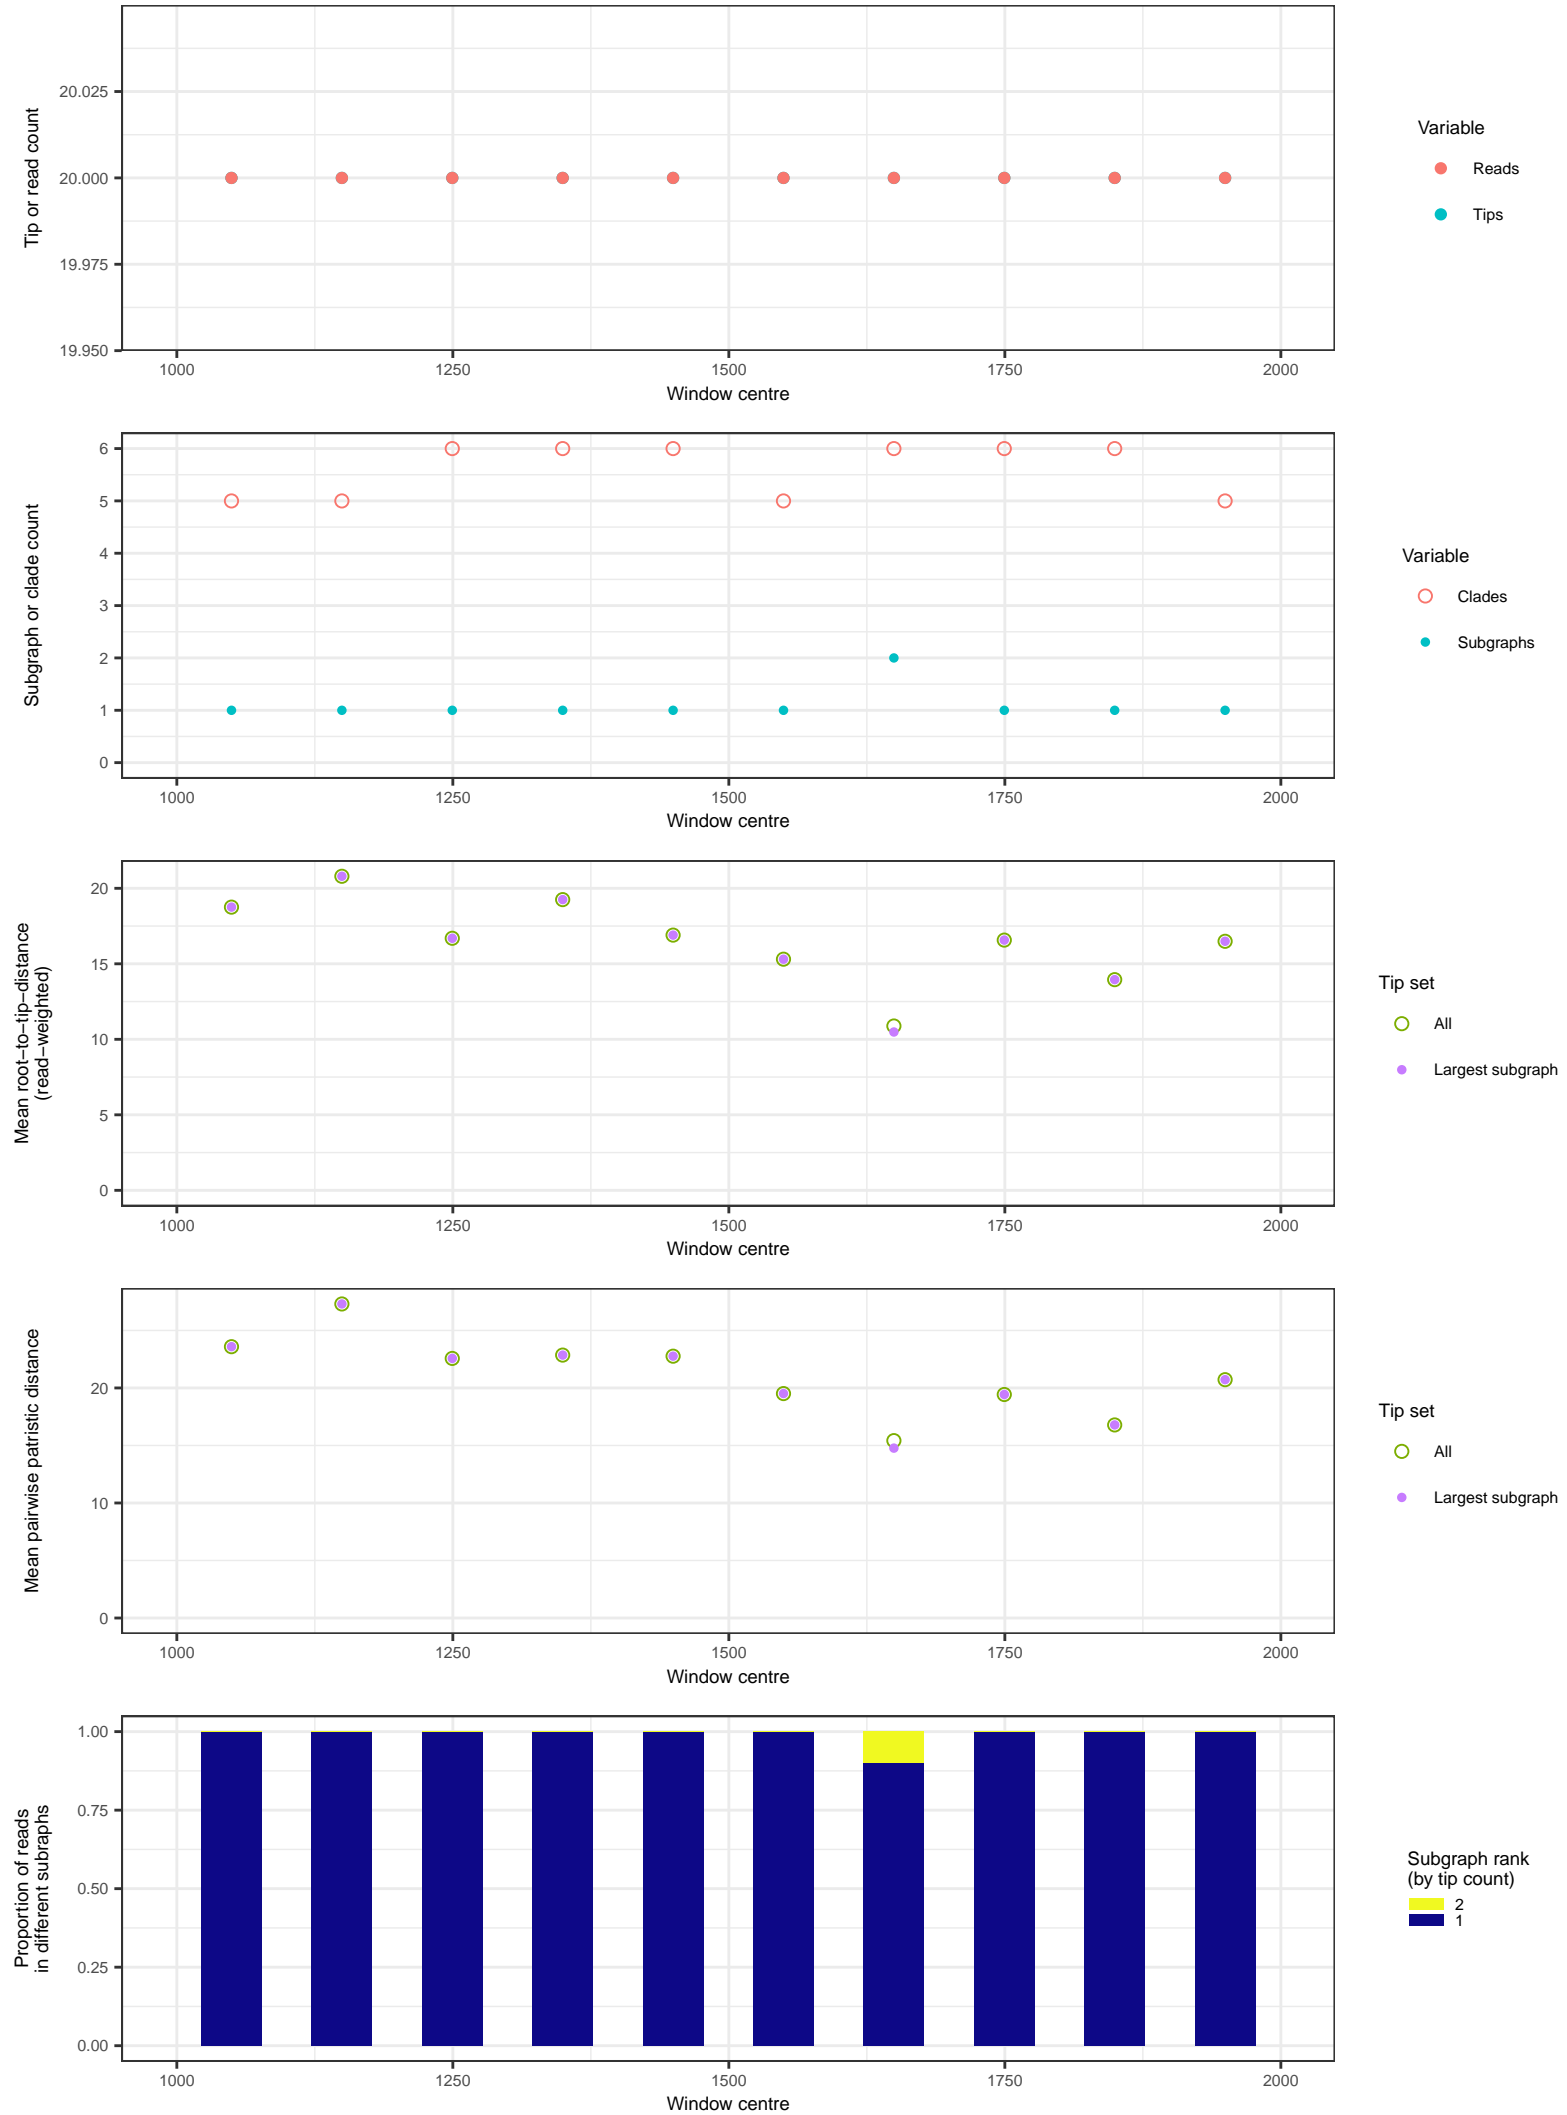 20.025
20.000
19.975
19.950
Tip or read count
1000 1250 1500 1750 2000
Window centre
Variable
Reads
Tips
6
5
4
3
2
1
0
Subgraph or clade count
1000 1250 1500 1750 2000
Window centre
Variable
Clades
Subgraphs
20
15
10
5
0
Mean root−to−tip−distance
(read−weighted)
1000 1250 1500 1750 2000
Window centre
Tip set
All
Largest subgraph
20
10
0
Mean pairwise patristic distance
1000 1250 1500 1750 2000
Window centre
Tip set
All
Largest subgraph
1.00
0.75
0.50
0.25
0.00
Proportion of reads
in different subraphs
1000 1250 1500 1750 2000
Window centre
Subgraph rank
(by tip count)
2
1